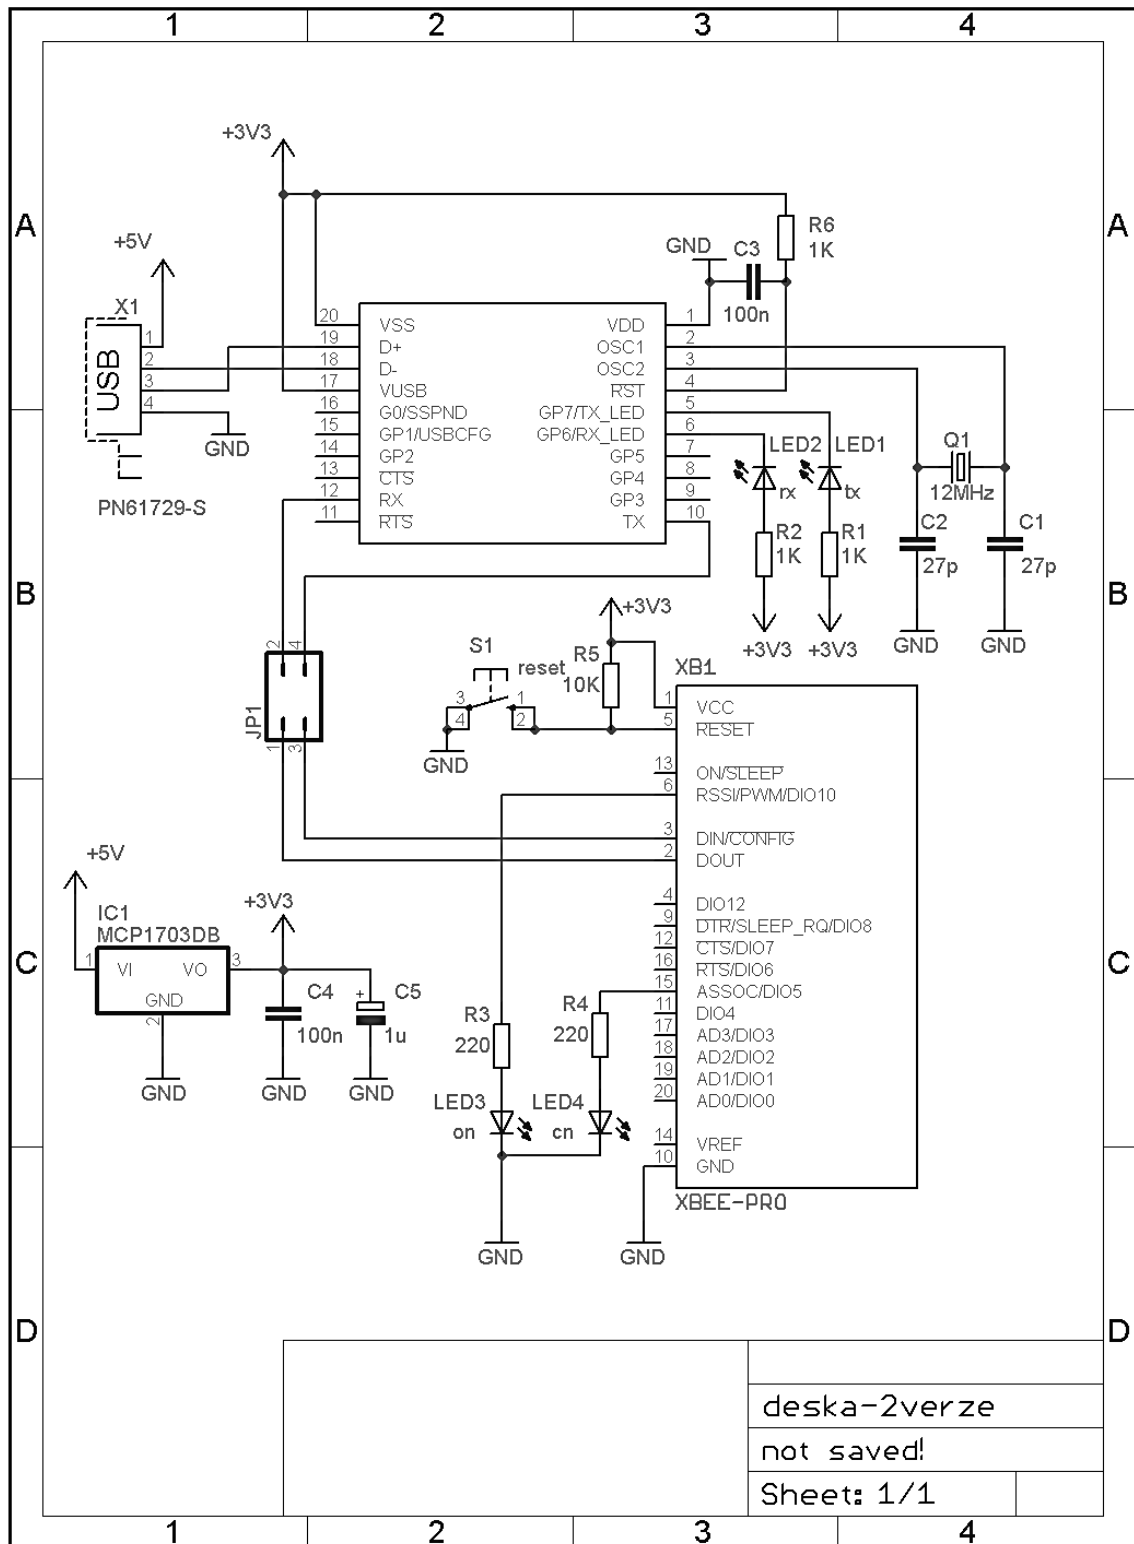 1 2 3 4
+3V3
A A
R6
+5V
GND C3 1K
X1
100n
USB
1
2
3
4
GND
PN61729-S
20 VSS VDD 1
19 D+ OSC1 2
18 D- OSC2 3
17 VUSB RST 4
16 G0/SSPND GP7/TX_LED 5
15 GP1/USBCFG GP6/RX_LED 6
14 GP2 GP5 7
13 CTS GP4 8
12 RX GP3 9
11 RTS TX 10
LED2 LED1 Q1
rx tx 12MHz
R2 R1 C2 C1
1K 1K 27p 27p
B B
+3V3 GND GND
+3V3 +3V3
2 4
S1
reset R5
10K
XB1
3 1
4 2
JP1
1 3
GND
1 VCC
5 RESET
13 ON/SLEEP
6 RSSI/PWM/DIO10
3 DIN/CONFIG
2 DOUT
4 DIO12
9 DTR/SLEEP_RQ/DIO8
12 CTS/DIO7
16 RTS/DIO6
15 ASSOC/DIO5
11 DIO4
17 AD3/DIO3
18 AD2/DIO2
19 AD1/DIO1
20 AD0/DIO0
14 VREF
10 GND
XBEE-PRO
+5V
+3V3
IC1
MCP1703DB
C C
1 VI VO 3
GND
2
C4 + C5
100n 1u
GND GND GND
R3 R4
220 220
LED3 LED4
on cn
GND GND
D D
deska-2verze
not saved!
Sheet: 1/1
1 2 3 4